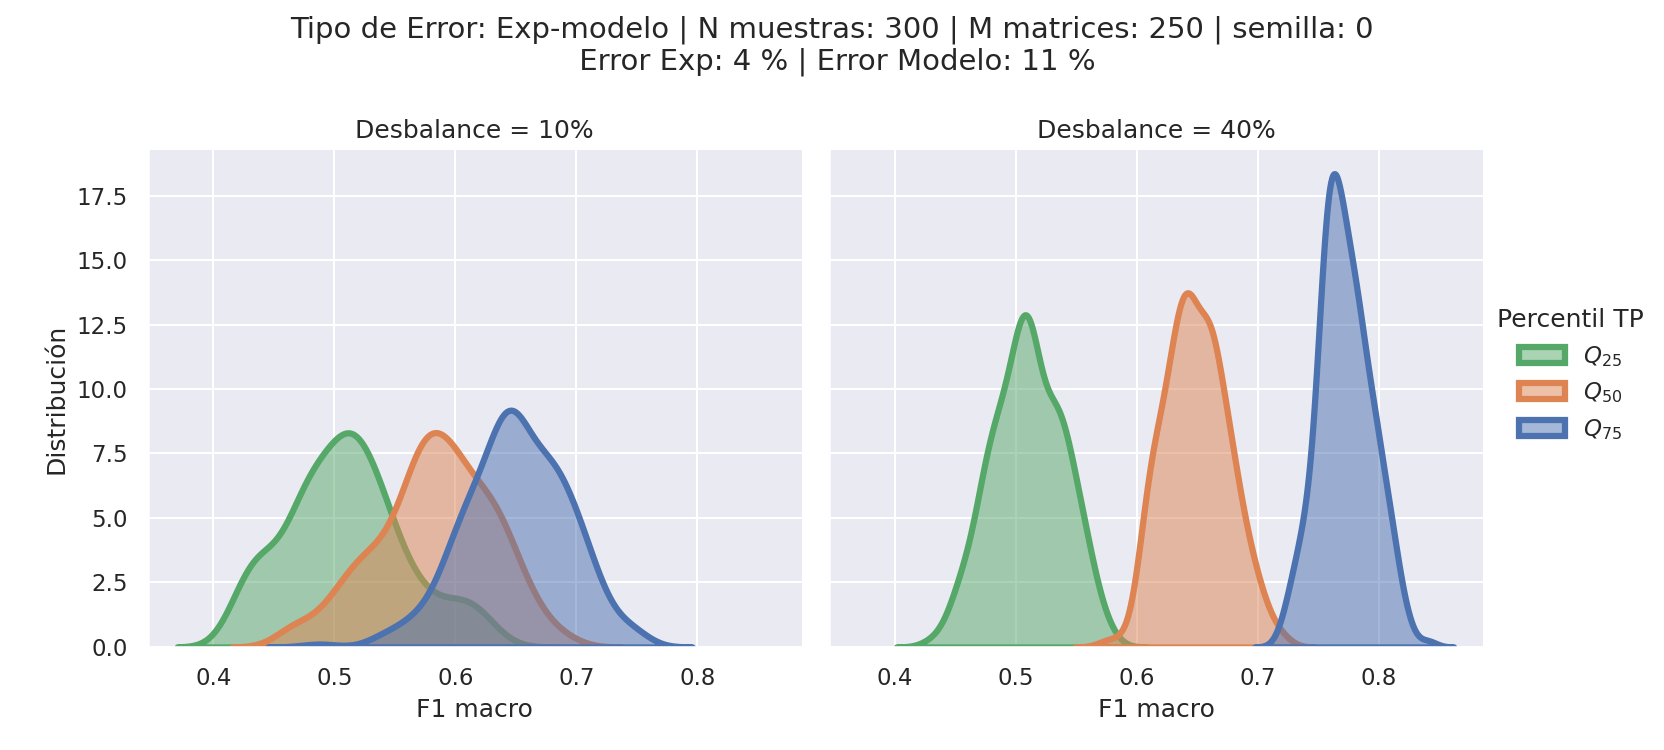 Tipo de Error: Exp-modelo | N muestras: 300 | M matrices: 250 | semilla: 0
Error Exp: 4 % | Error Modelo: 11 %
Desbalance = 10%
Desbalance = 40%
17.5
15.0
12.5
10.0
7.5
5.0
2.5
0.0
Distribución
0.4 0.5 0.6 0.7 0.8
F1 macro
0.4 0.5 0.6 0.7 0.8
F1 macro
Percentil TP
Q25
Q50
Q75